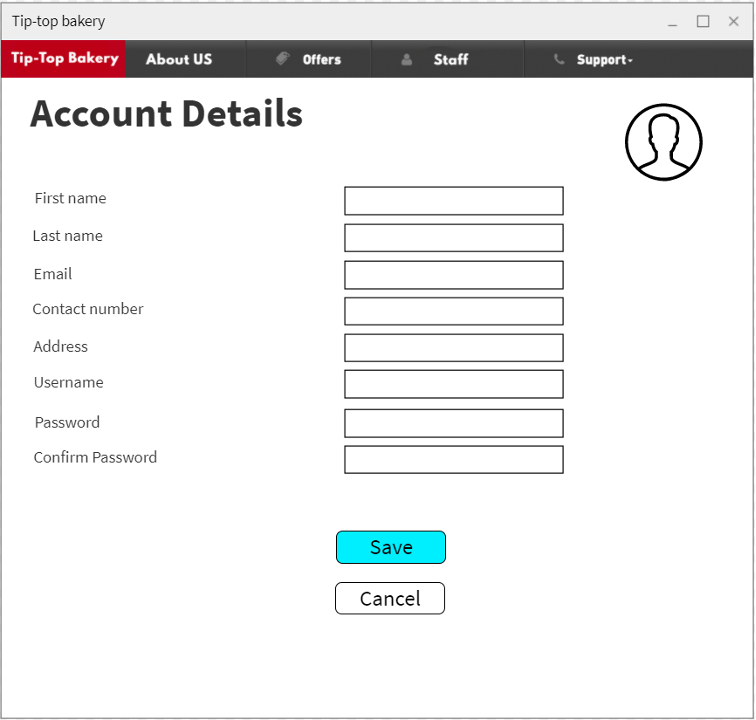 Tip-top bakery
Tip-Top Bakery About US Offers Staff Support
Account Details
First name
Last name
Email
Contact number
Address
Username
Password
Confirm Password
Save
Cancel